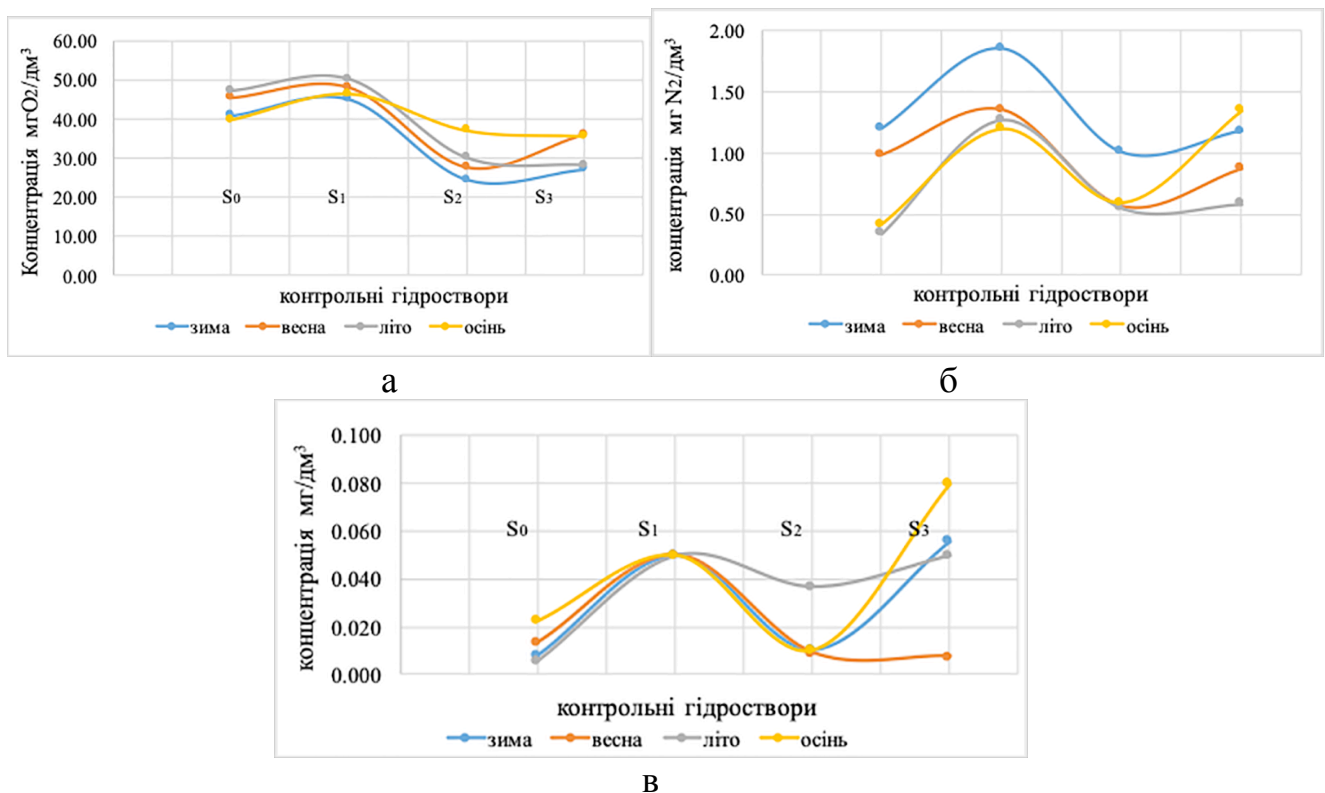 Концентрація мгO2/дм³
60.00
50.00
40.00
30.00
20.00
10.00
0.00
S0 S1 S2 S3
контрольні гідроствори
зима весна літо осінь
а
концентрація мг N2/дм³
2.00
1.50
1.00
0.50
0.00
контрольні гідроствори
зима весна літо осінь
б
концентрація мг/дм³
0.100
0.080
0.060
0.040
0.020
0.000
S0 S1 S2 S3
контрольні гідроствори
зима весна літо осінь
в